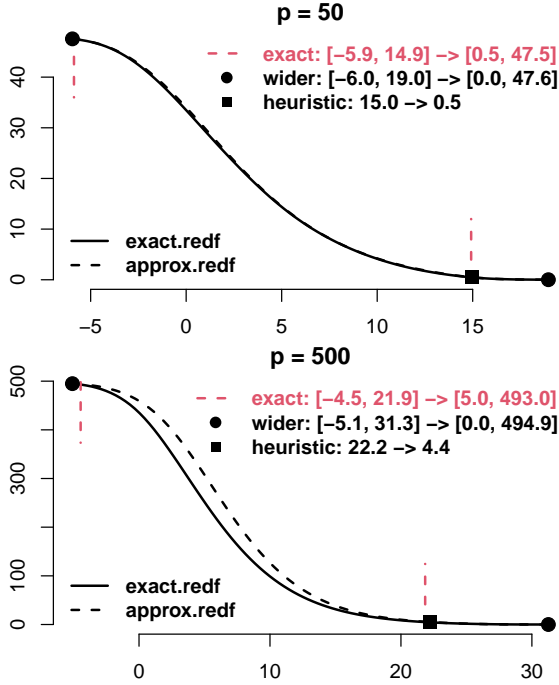 p = 50
exact: [−5.9, 14.9] −> [0.5, 47.5]
wider: [−6.0, 19.0] −> [0.0, 47.6]
heuristic: 15.0 −> 0.5
40
30
20
10
0
exact.redf
approx.redf
−5 0 5 10 15
p = 500
exact: [−4.5, 21.9] −> [5.0, 493.0]
wider: [−5.1, 31.3] −> [0.0, 494.9]
heuristic: 22.2 −> 4.4
500
300
100
0
exact.redf
approx.redf
0 10 20 30